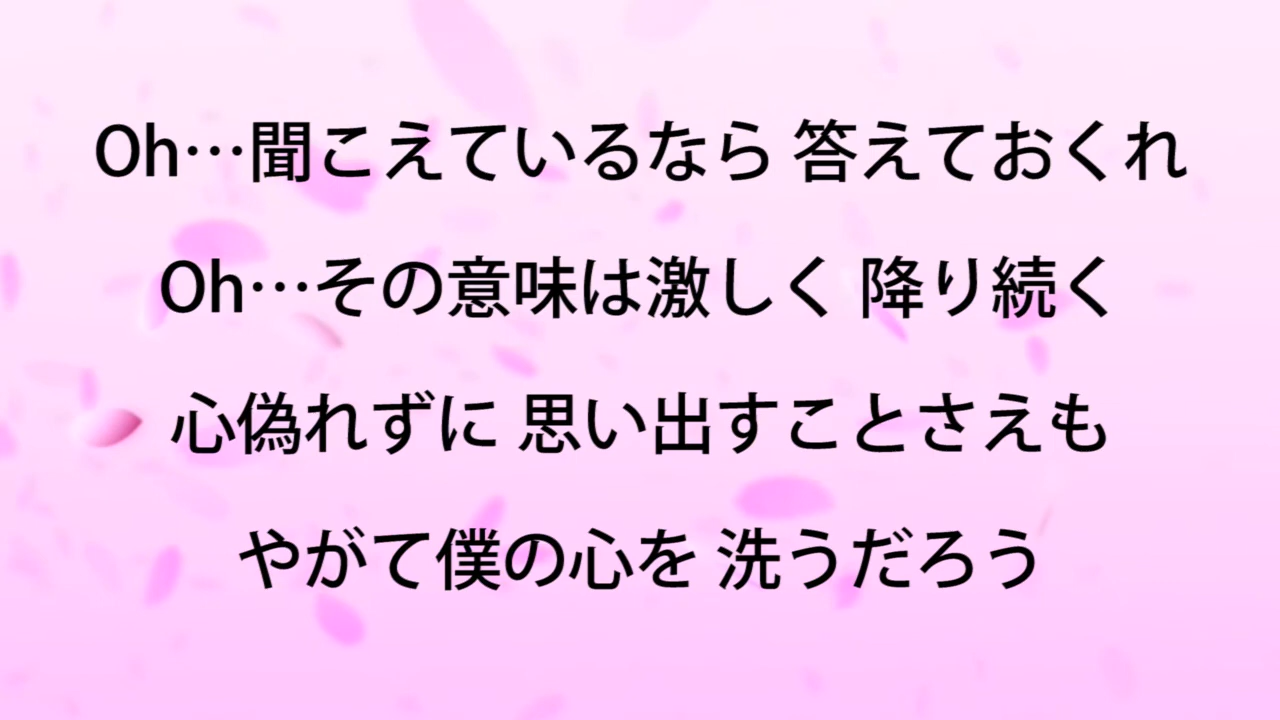 Oh…聞こえているなら 答えておくれ
Oh…その意味は激しく 降り続く
心偽れずに 思い出すことさえも
やがて僕の心を 洗うだろう